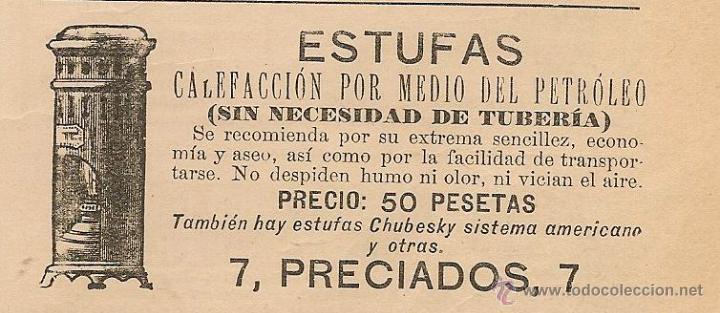 ESTUFAS
CALEFACCIÓN POR MEDIO DEL PETRÓLEO
(SIN NECESIDAD DE TUBERÍA)
Se recomienda por su extrema sencillez, econo-
mía y aseo, así como por la facilidad de transpor-
tarse. No despiden humo ni olor, ni vician el aire.
PRECIO: 50 PESETAS
También hay estufas Chubesky sistema americano
y otras.
7, PRECIADOS, 7
www.todocoleccion.net